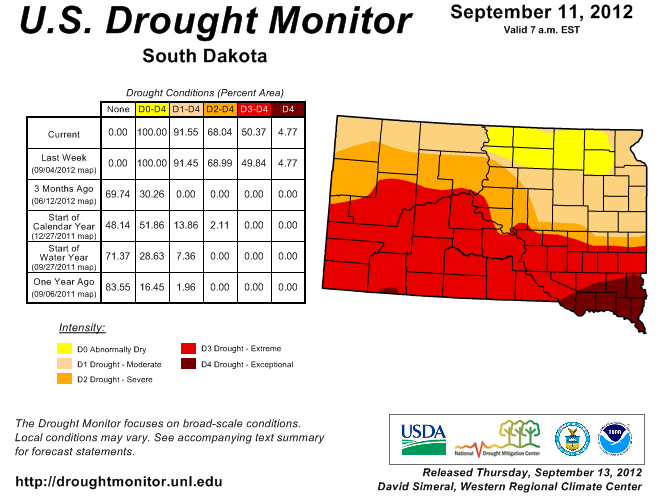 U.S. Drought Monitor
South Dakota
September 11, 2012
Valid 7 a.m. EST
Drought Conditions (Percent Area)
None D0-D4 D1-D4 D2-D4 D3-D4 D4
Current 0.00 100.00 91.55 68.04 50.37 4.77
Last Week
(09/04/2012 map) 0.00 100.00 91.45 68.99 49.84 4.77
3 Months Ago
(06/12/2012 map) 69.74 30.26 0.00 0.00 0.00 0.00
Start of
Calendar Year
(12/27/2011 map) 48.14 51.86 13.86 2.11 0.00 0.00
Start of
Water Year
(09/27/2011 map) 71.37 28.63 7.36 0.00 0.00 0.00
One Year Ago
(09/06/2011 map) 83.55 16.45 1.96 0.00 0.00 0.00
Intensity:
D0 Abnormally Dry
D1 Drought - Moderate
D2 Drought - Severe
D3 Drought - Extreme
D4 Drought - Exceptional
The Drought Monitor focuses on broad-scale conditions.
Local conditions may vary. See accompanying text summary
for forecast statements.
http://droughtmonitor.unl.edu
USDA
National Drought Mitigation Center
NOAA
Released Thursday, September 13, 2012
David Simeral, Western Regional Climate Center